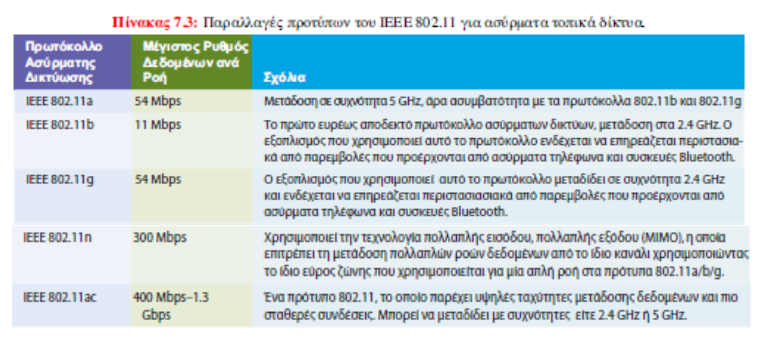 Πίνακας 7.3: Παραλλαγές προτύπων του IEEE 802.11 για ασύρματα τοπικά δίκτυα.
Πρωτόκολλο Ασύρματης Δικτύωσης
Μέγιστος Ρυθμός Δεδομένων ανά Ροή
Σχόλια
IEEE 802.11a
54 Mbps
Μετάδοση σε συχνότητα 5 GHz, άρα ασυμβατότητα με τα πρωτόκολλα 802.11b και 802.11g
IEEE 802.11b
11 Mbps
Το πρώτο ευρέως αποδεκτό πρωτόκολλο ασύρματων δικτύων, μετάδοση στα 2.4 GHz. Ο
εξοπλισμός που χρησιμοποιεί αυτό το πρωτόκολλο ενδέχεται να επηρεάζεται περιστασια-
κά από παρεμβολές που προέρχονται από ασύρματα τηλέφωνα και συσκευές Bluetooth.
IEEE 802.11g
54 Mbps
Ο εξοπλισμός που χρησιμοποιεί αυτό το πρωτόκολλο μεταδίδει σε συχνότητα 2.4 GHz
και ενδέχεται να επηρεάζεται περιστασιασιακά από παρεμβολές που προέρχονται από
ασύρματα τηλέφωνα και συσκευές Bluetooth.
IEEE 802.11n
300 Mbps
Χρησιμοποιεί την τεχνολογία πολλαπλής εισόδου, πολλαπλής εξόδου (MIMO), η οποία
επιτρέπει τη μετάδοση πολλαπλών ροών δεδομένων από το ίδιο κανάλι χρησιμοποιώντας
το ίδιο εύρος ζώνης που χρησιμοποιείται για μία απλή ροή στα πρότυπα 802.11a/b/g.
IEEE 802.11ac
400 Mbps–1.3
Gbps
Ένα πρότυπο 802.11, το οποίο παρέχει υψηλές ταχύτητες μετάδοσης δεδομένων και πιο
σταθερές συνδέσεις. Μπορεί να μεταδίδει με συχνότητες είτε 2.4 GHz ή 5 GHz.